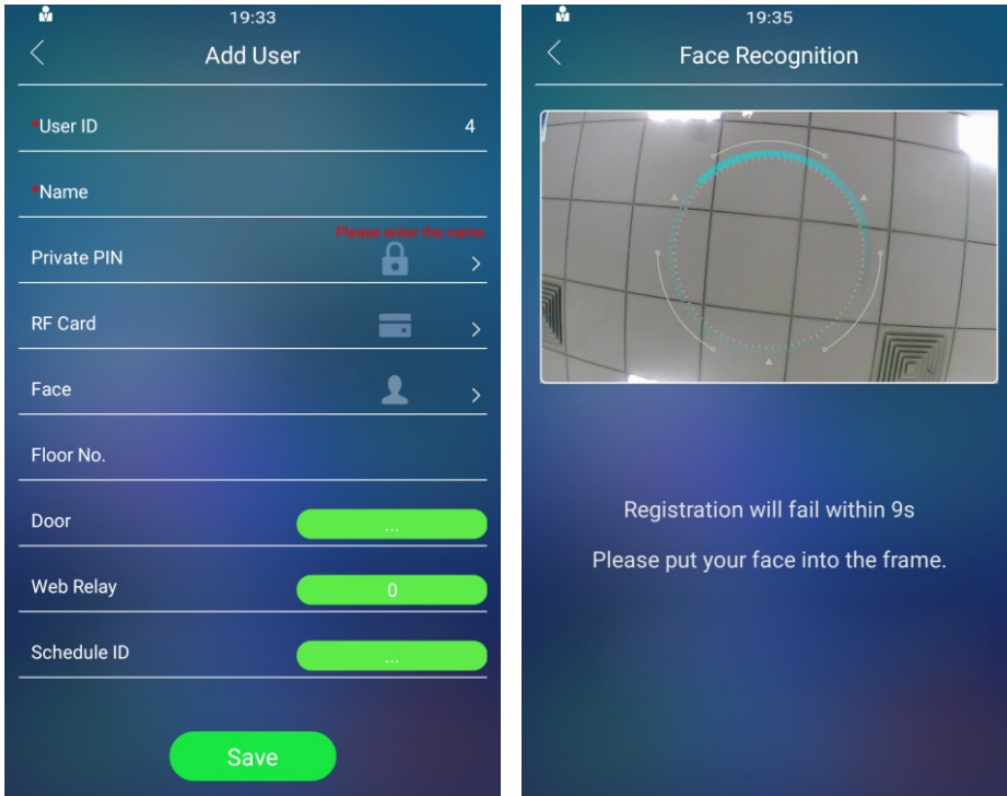 19:33
Add User
*User ID 4
*Name
Please enter the name
Private PIN
RF Card
Face
Floor No.
Door ...
Web Relay 0
Schedule ID ...
Save
19:35
Face Recognition
Registration will fail within 9s
Please put your face into the frame.